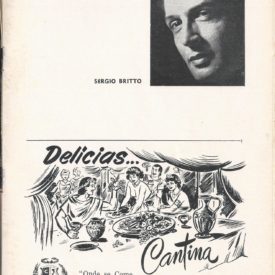 SERGIO BRITTO
Delicias...
Cantina
"Onde se Come